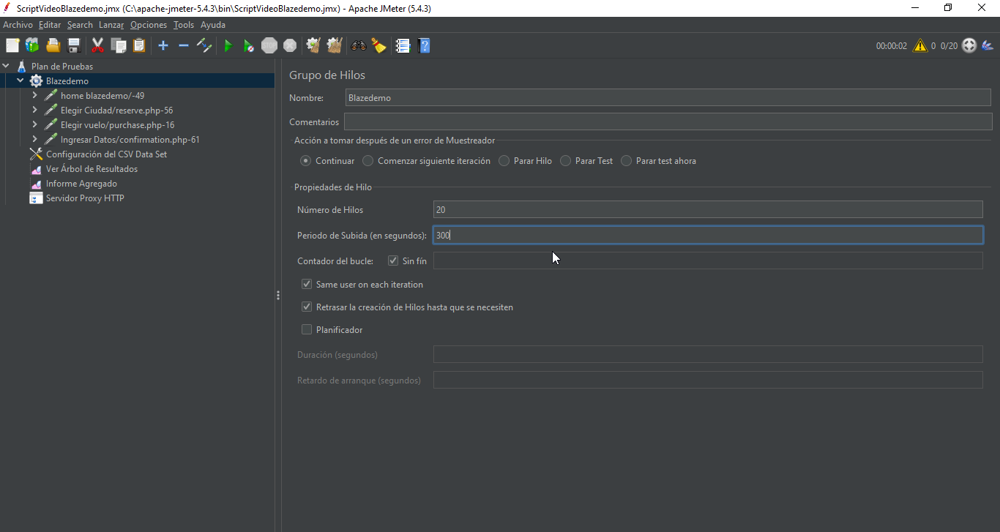 ScriptVideoBlazedemo.jmx (C:\apache-jmeter-5.4.3\bin\ScriptVideoBlazedemo.jmx) - Apache JMeter (5.4.3)
Archivo Editar Search Lanzar Opciones Tools Ayuda
STOP 00:00:02 0 0/20
Plan de Pruebas
Blazedemo
home blazedemo/-49
Elegir Ciudad/reserve.php-56
Elegir vuelo/purchase.php-16
Ingresar Datos/confirmation.php-61
Configuración del CSV Data Set
Ver Árbol de Resultados
Informe Agregado
Servidor Proxy HTTP
Grupo de Hilos
Nombre: Blazedemo
Comentarios
Acción a tomar después de un error de Muestreador
Continuar Comenzar siguiente iteración Parar Hilo Parar Test Parar test ahora
Propiedades de Hilo
Número de Hilos 20
Periodo de Subida (en segundos): 300
Contador del bucle: Sin fín
Same user on each iteration
Retrasar la creación de Hilos hasta que se necesiten
Planificador
Duración (segundos)
Retardo de arranque (segundos)